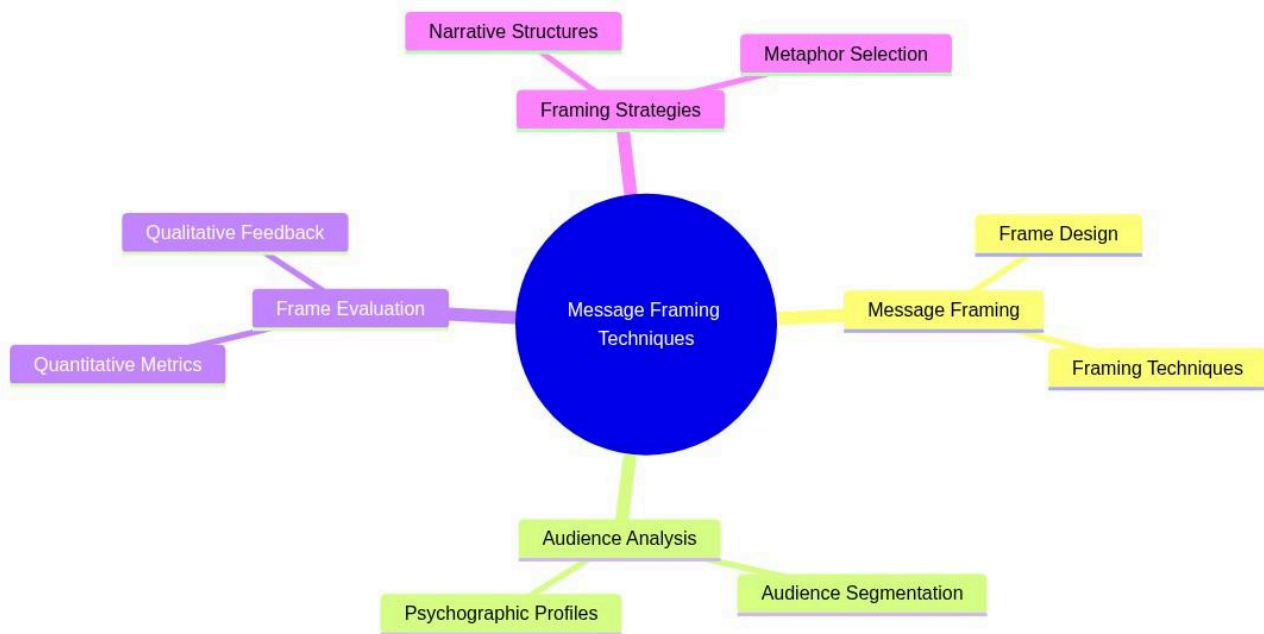 Narrative Structures
Metaphor Selection
Framing Strategies
Qualitative Feedback
Frame Design
Frame Evaluation
Message Framing
Techniques
Message Framing
Quantitative Metrics
Framing Techniques
Audience Analysis
Audience Segmentation
Psychographic Profiles